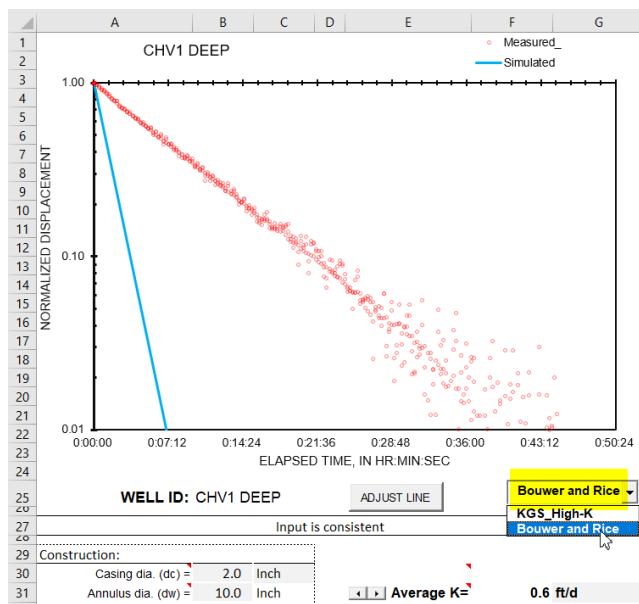 A B C D E F G
1
2
3
4
5
6
7
8
9
10
11
12
13
14
15
16
17
18
19
20
21
22
23
24
25
26
27
28
29
30
31
CHV1 DEEP
Measured_
Simulated
NORMALIZED DISPLACEMENT
1.00
0.10
0.01
0:00:00 0:07:12 0:14:24 0:21:36 0:28:48 0:36:00 0:43:12 0:50:24
ELAPSED TIME, IN HR:MIN:SEC
WELL ID: CHV1 DEEP ADJUST LINE Bouwer and Rice
KGS_High-K
Bouwer and Rice
Input is consistent
Construction:
Casing dia. (dc) = 2.0 Inch
Annulus dia. (dw) = 10.0 Inch Average K= 0.6 ft/d